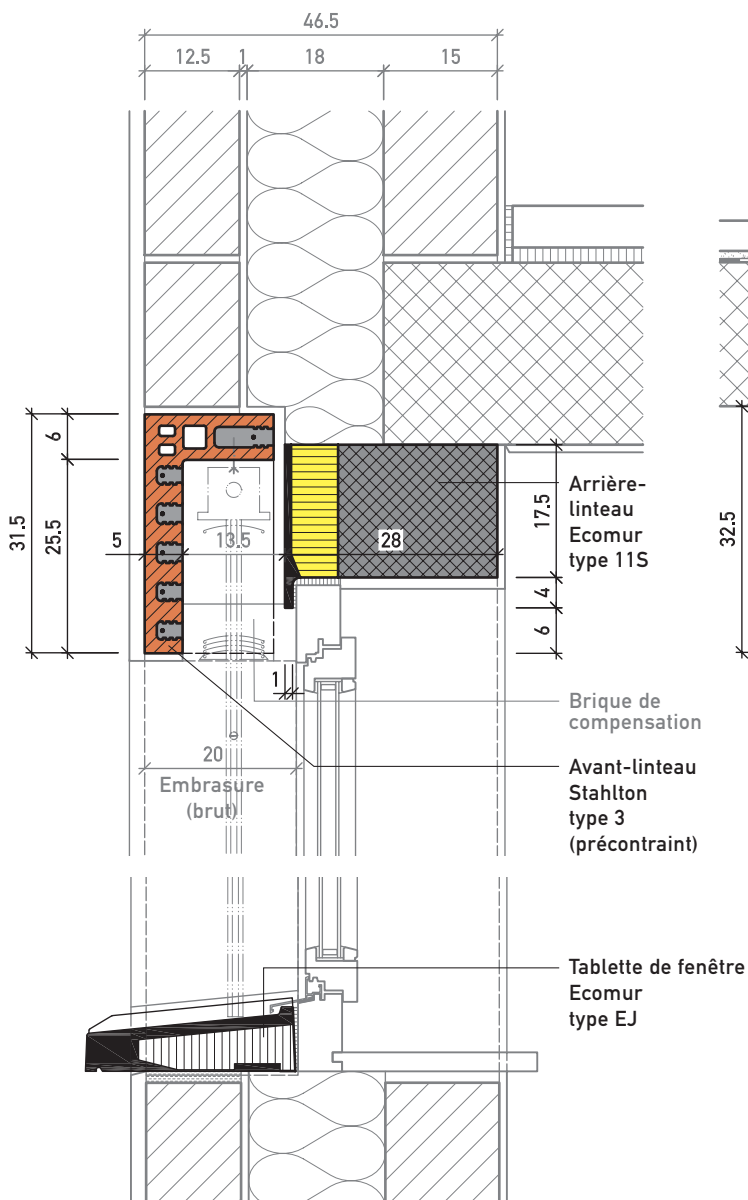 46.5
12.5 1 18 15
6
31.5
25.5
5
13.5
28
17.5
4
6
32.5
Arrière-
linteau
Ecomur
type 11S
1
Brique de
compensation
20
Embrasure
(brut)
Avant-linteau
Stahlton
type 3
(précontraint)
Tablette de fenêtre
Ecomur
type EJ